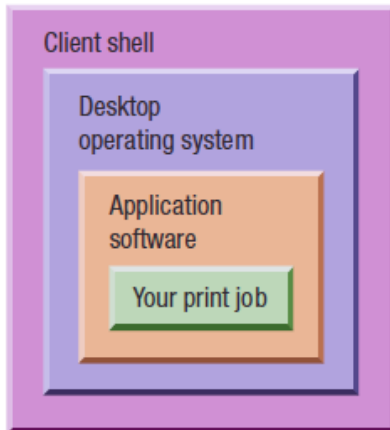 Client shell
Desktop
operating system
Application
software
Your print job